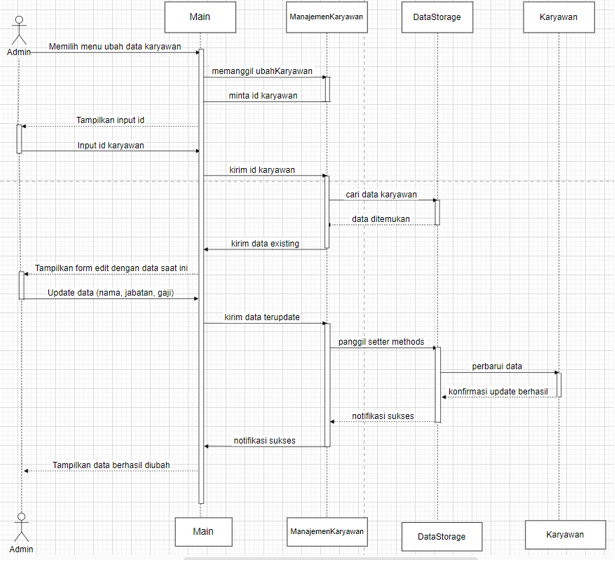 Main
ManajemenKaryawan
DataStorage
Karyawan
Admin
Memilih menu ubah data karyawan
memanggil ubahKaryawan
minta id karyawan
Tampilkan input id
Input id karyawan
kirim id karyawan
cari data karyawan
data ditemukan
kirim data existing
Tampilkan form edit dengan data saat ini
Update data (nama, jabatan, gaji)
kirim data terupdate
panggil setter methods
perbarui data
konfirmasi update berhasil
notifikasi sukses
notifikasi sukses
Tampilkan data berhasil diubah
Admin
Main
ManajemenKaryawan
DataStorage
Karyawan